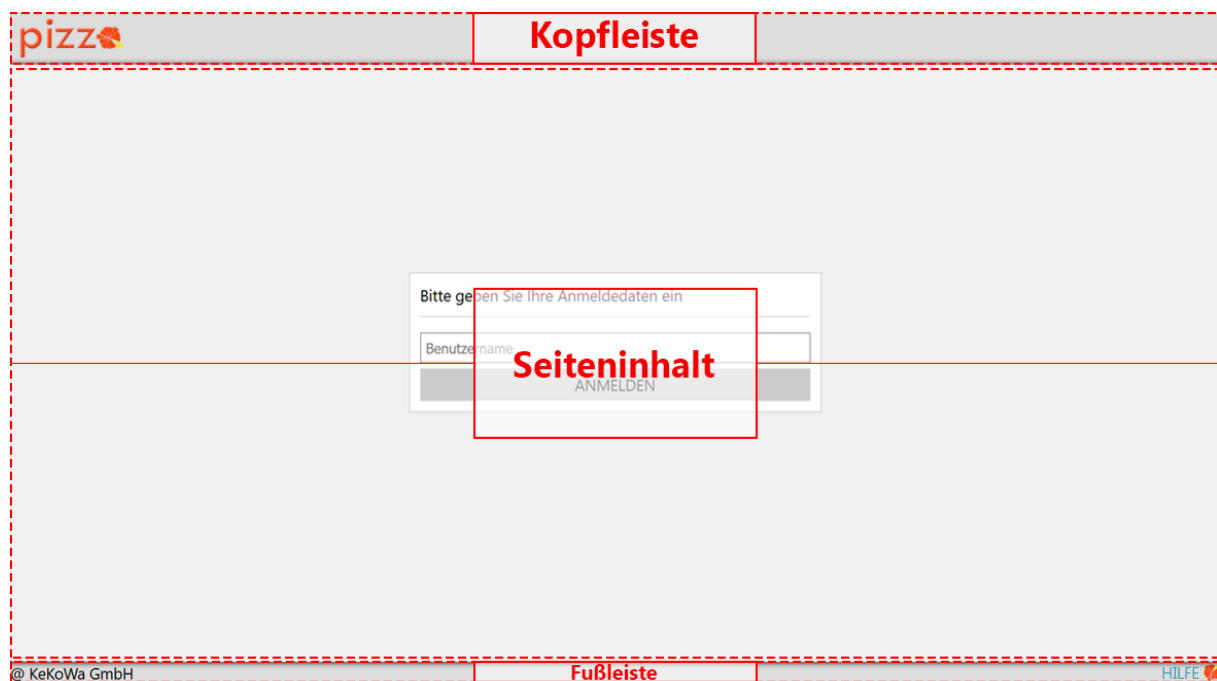 pizz
Kopfleiste
Bitte geben Sie Ihre Anmeldedaten ein
Benutzername
Seiteninhalt
ANMELDEN
@ KeKoWa GmbH
Fußleiste
HILFE